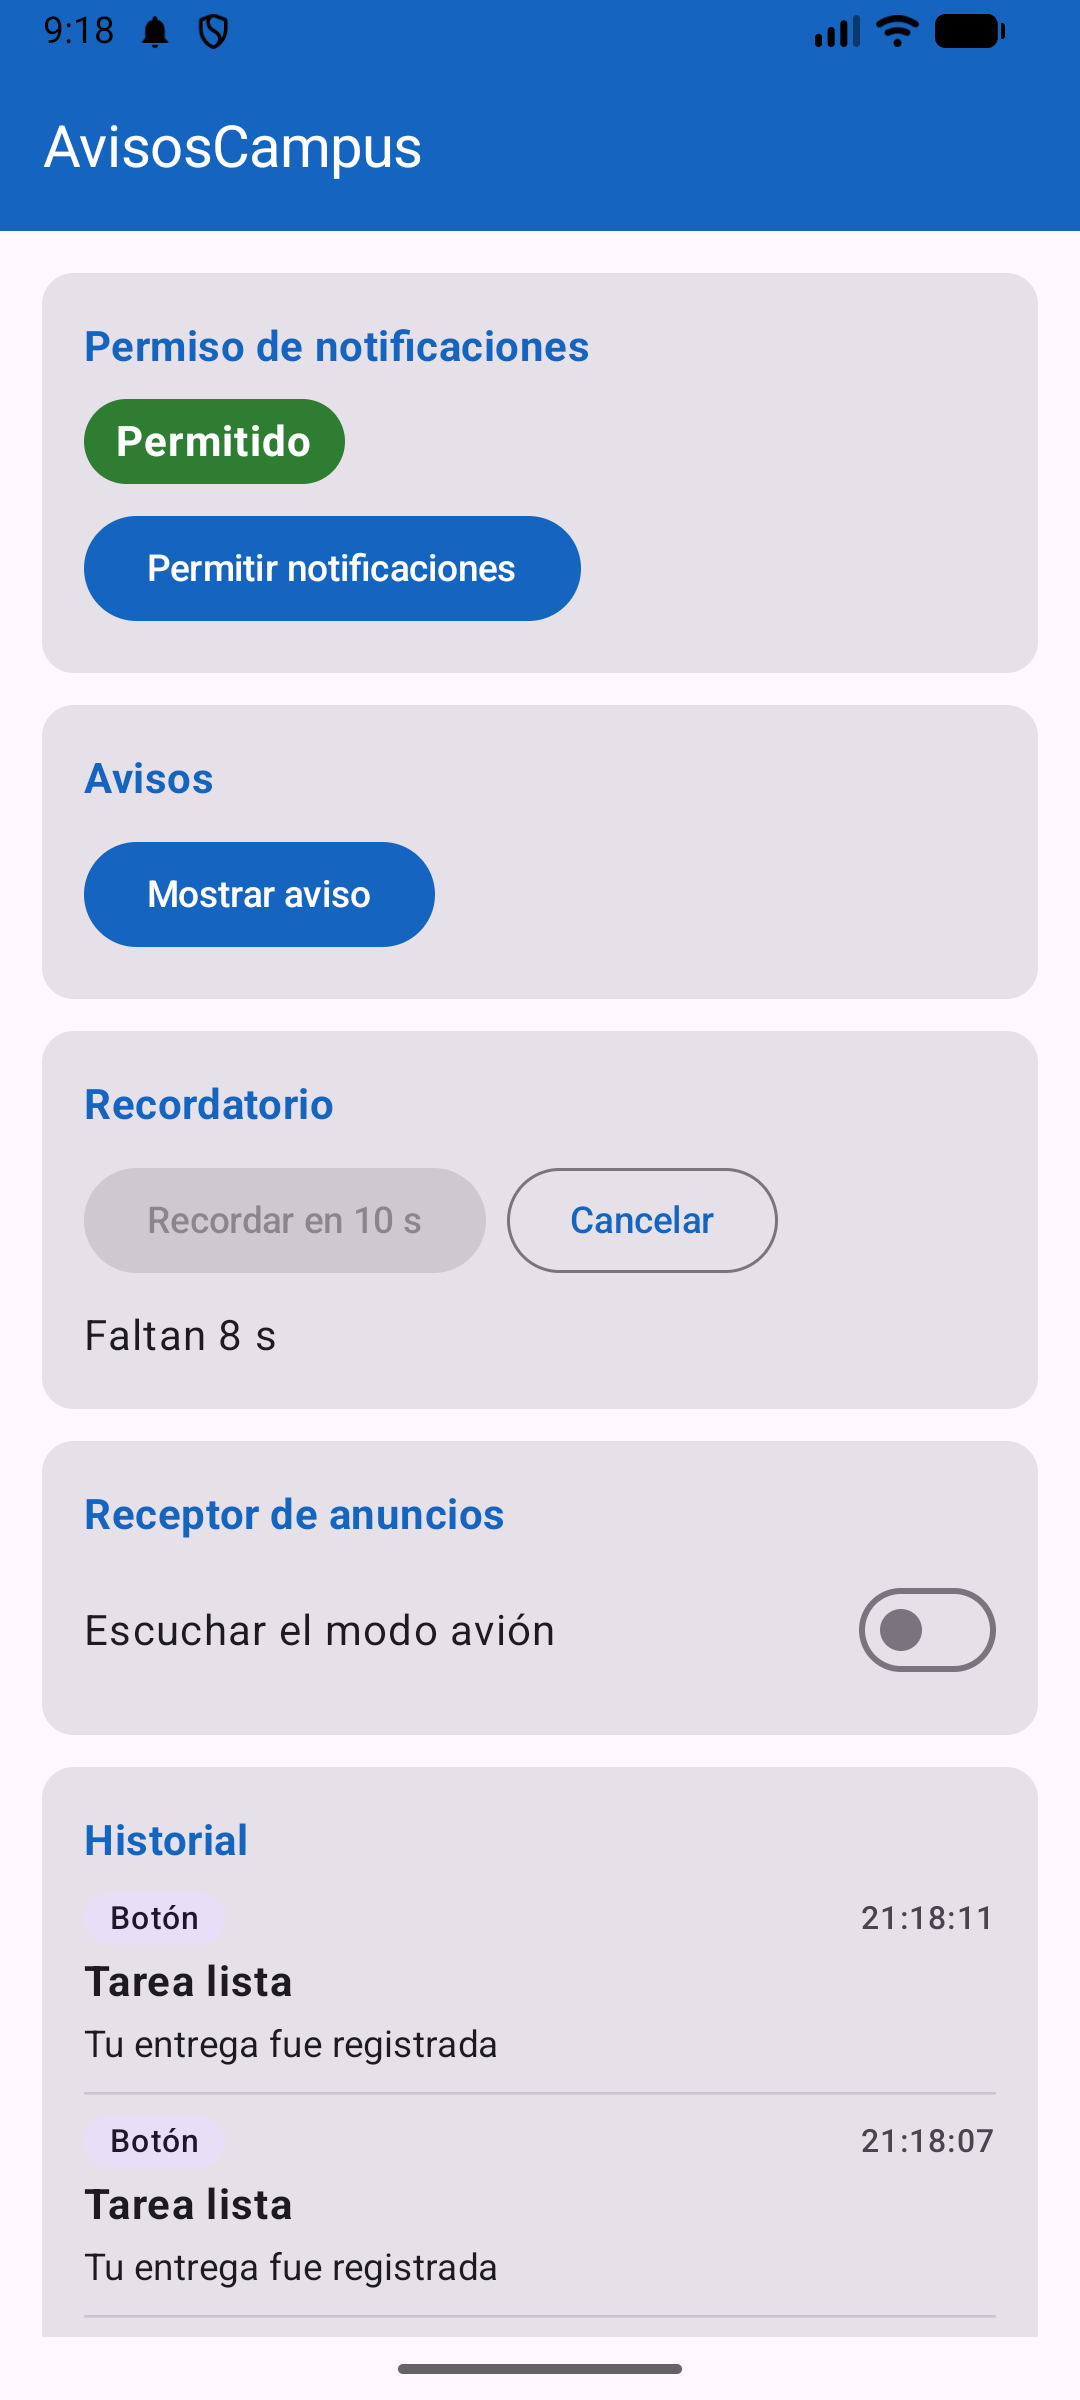 9:18
AvisosCampus
Permiso de notificaciones
Permitido
Permitir notificaciones
Avisos
Mostrar aviso
Recordatorio
Recordar en 10 s
Cancelar
Faltan 8 s
Receptor de anuncios
Escuchar el modo avión
Historial
Botón 21:18:11
Tarea lista
Tu entrega fue registrada
Botón 21:18:07
Tarea lista
Tu entrega fue registrada